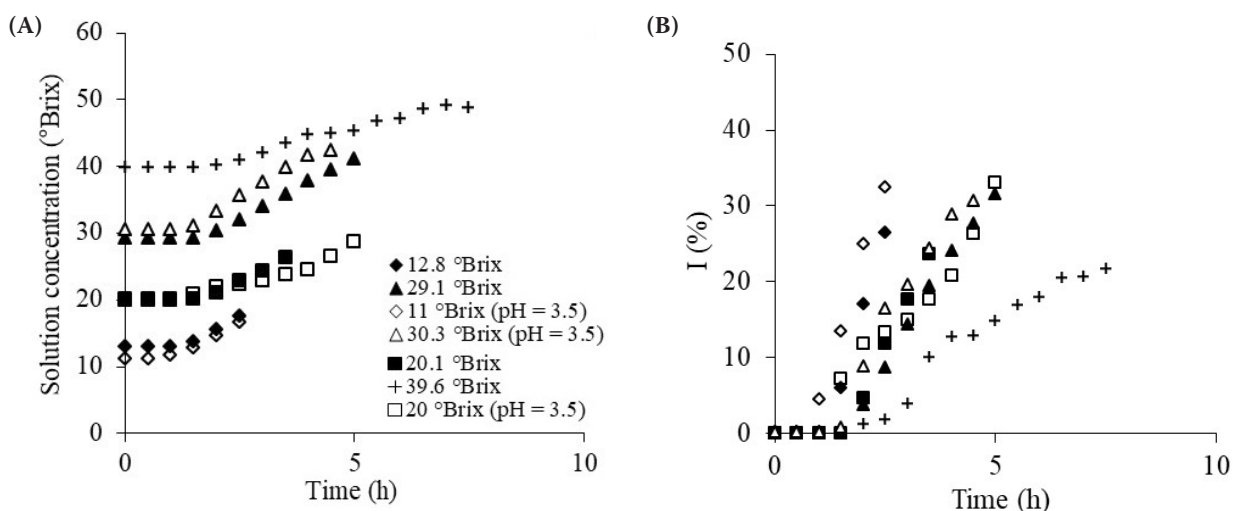 (A)
Solution concentration (°Brix)
60
50
40
30
20
10
0
0
5
10
Time (h)
12.8 °Brix
29.1 °Brix
11 °Brix (pH = 3.5)
30.3 °Brix (pH = 3.5)
20.1 °Brix
39.6 °Brix
20 °Brix (pH = 3.5)
(B)
I (%)
50
40
30
20
10
0
0
5
10
Time (h)